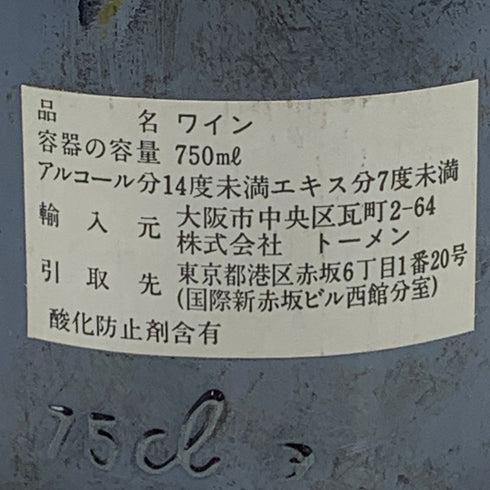 品名 ワイン
容器の容量 750mℓ
アルコール分14度未満エキス分7度未満
輸入元 大阪市中央区瓦町2-64
株式会社 トーメン
引取先 東京都港区赤坂6丁目1番20号
(国際新赤坂ビル西館分室)
酸化防止剤含有
75cl